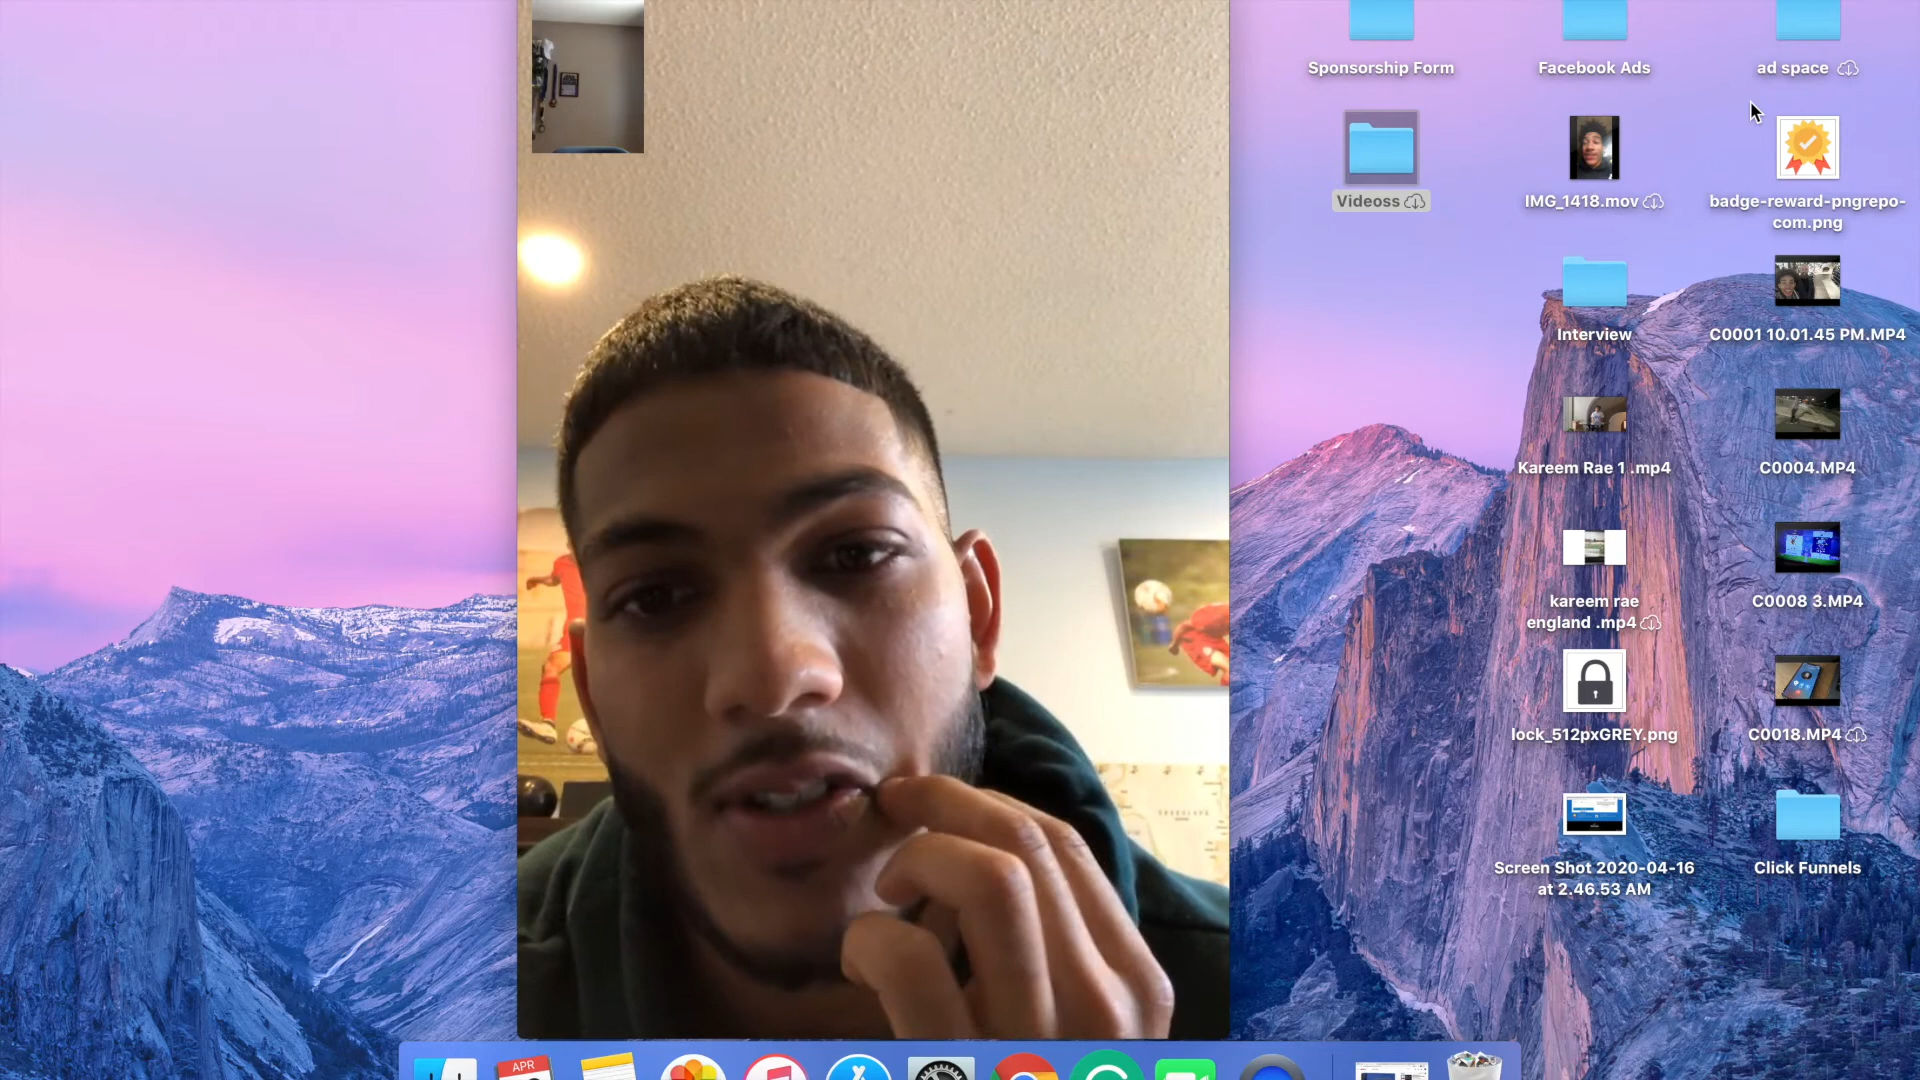 Sponsorship Form
Facebook Ads
ad space
Videoss
IMG_1418.mov
badge-reward-pngrepo-
com.png
Interview
C0001 10.01.45 PM.MP4
Kareem Rae 1 .mp4
C0004.MP4
kareem rae
england .mp4
C0008 3.MP4
lock_512pxGREY.png
C0018.MP4
Screen Shot 2020-04-16
at 2.46.53 AM
Click Funnels
APR